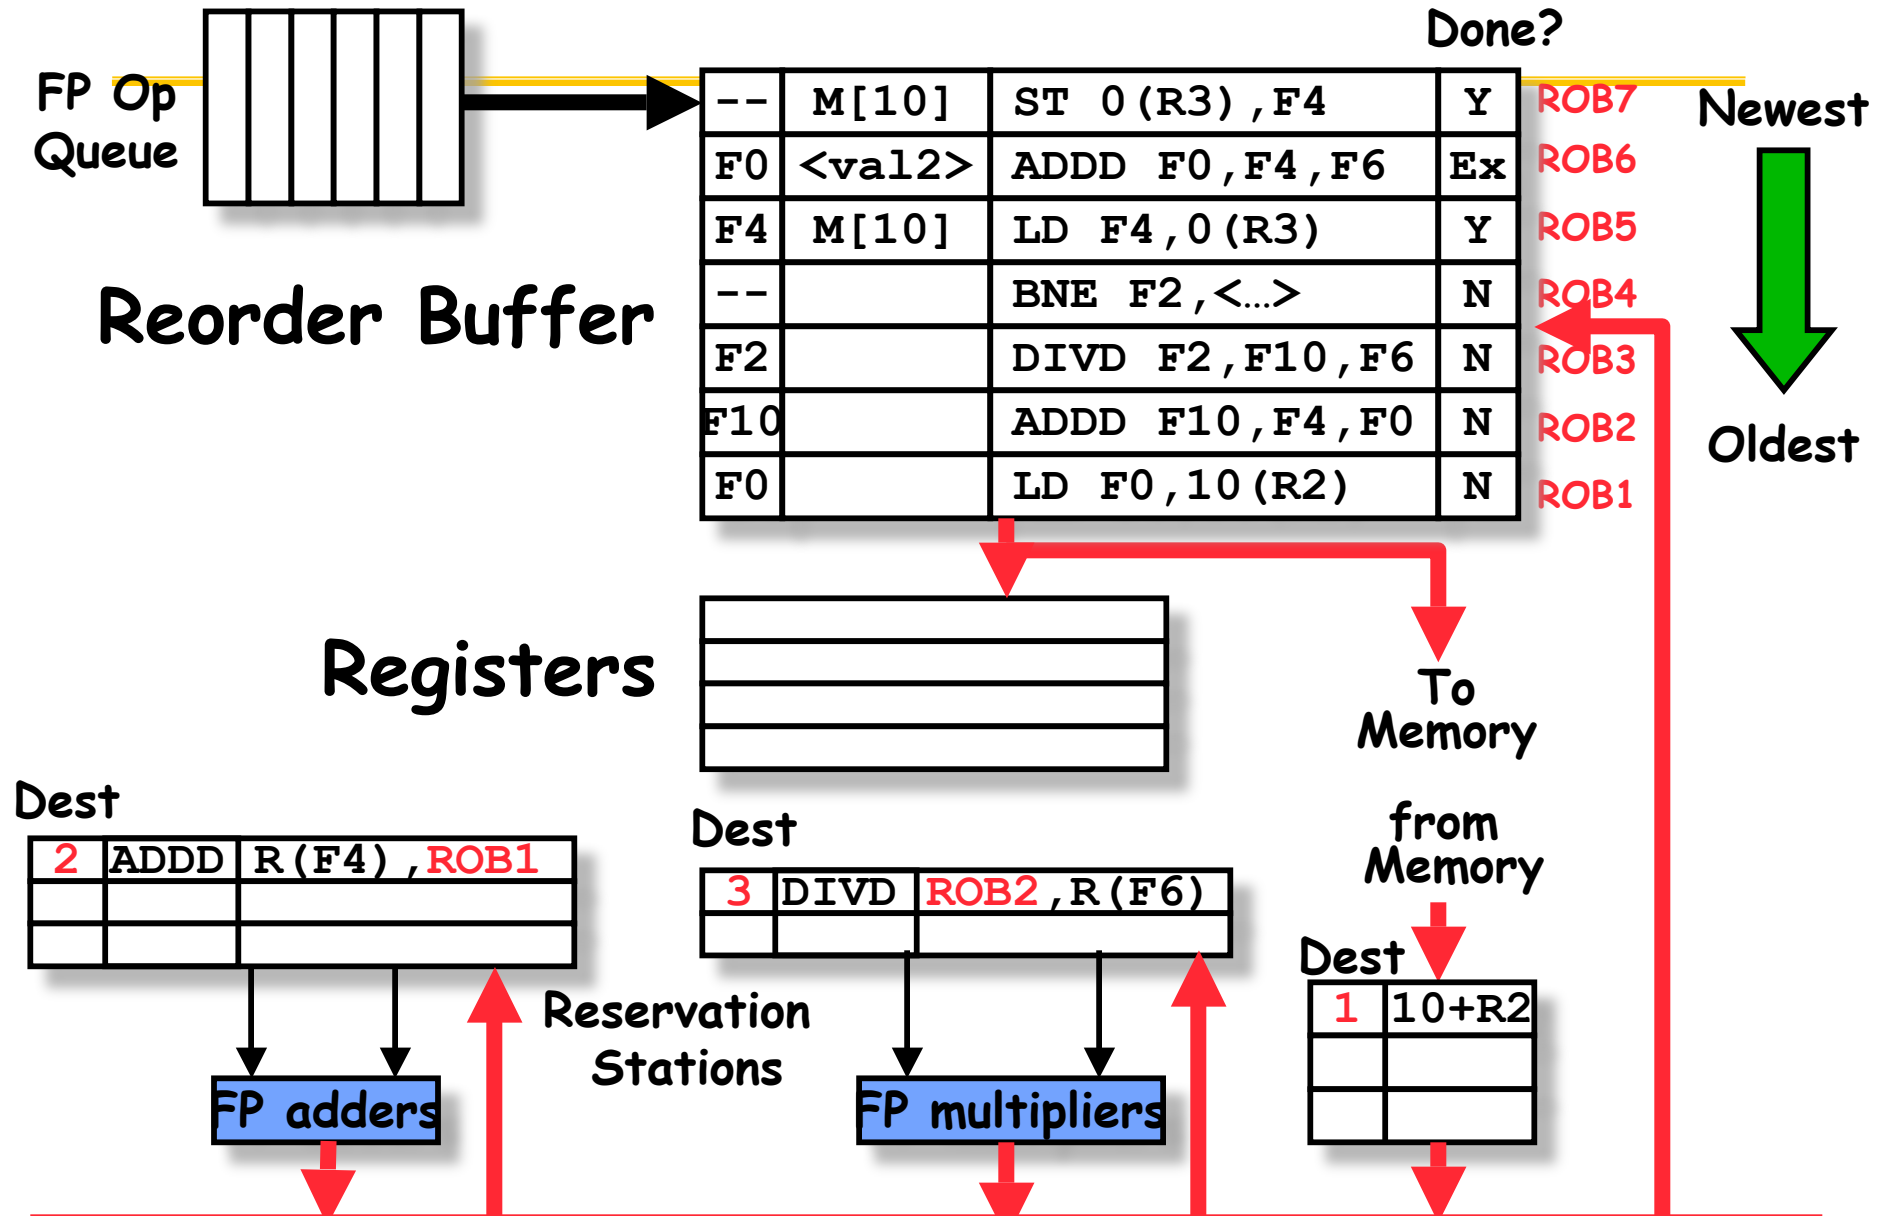 Done?
FP Op
Queue
-- M[10] ST 0(R3),F4 Y ROB7
Newest
F0 <val2> ADDD F0,F4,F6 Ex ROB6
F4 M[10] LD F4,0(R3) Y ROB5
-- BNE F2,<…> N ROB4
Reorder Buffer
F2 DIVD F2,F10,F6 N ROB3
F10 ADDD F10,F4,F0 N ROB2
Oldest
F0 LD F0,10(R2) N ROB1
Registers
To
Memory
Dest
2 ADDD R(F4),ROB1
Dest
3 DIVD ROB2,R(F6)
from
Memory
Dest
1 10+R2
Reservation
Stations
FP adders
FP multipliers